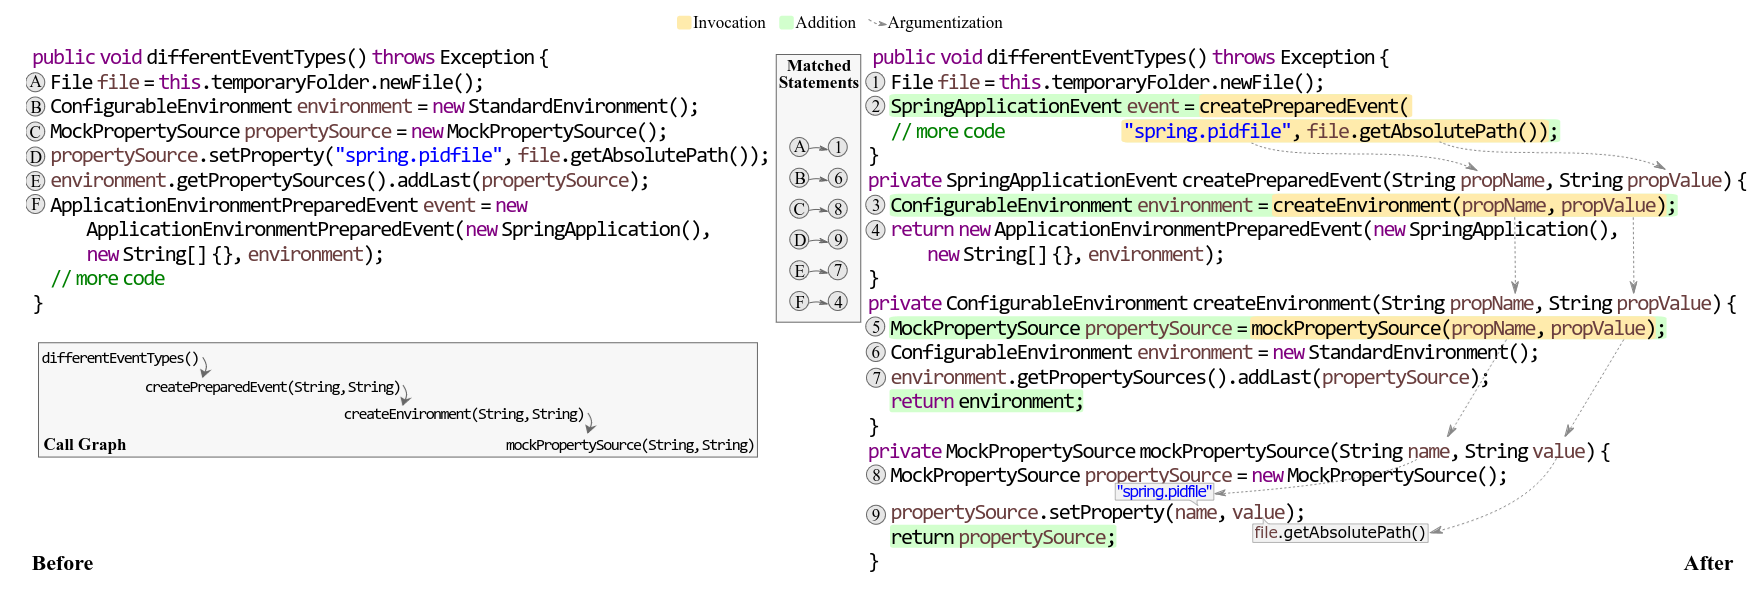 Invocation Addition Argumentization
public void differentEventTypes() throws Exception {
A File file = this.temporaryFolder.newFile();
B ConfigurableEnvironment environment = new StandardEnvironment();
C MockPropertySource propertySource = new MockPropertySource();
D propertySource.setProperty("spring.pidfile", file.getAbsolutePath());
E environment.getPropertySources().addLast(propertySource);
F ApplicationEnvironmentPreparedEvent event = new
ApplicationEnvironmentPreparedEvent(new SpringApplication(),
new String[] {}, environment);
// more code
}
differentEventTypes()
createPreparedEvent(String, String)
createEnvironment(String, String)
mockPropertySource(String, String)
Call Graph
Before
Matched
Statements
A 1
B 6
C 8
D 9
E 7
F 4
public void differentEventTypes() throws Exception {
1 File file = this.temporaryFolder.newFile();
2 SpringApplicationEvent event = createPreparedEvent(
// more code "spring.pidfile", file.getAbsolutePath());
}
private SpringApplicationEvent createPreparedEvent(String propName, String propValue) {
3 ConfigurableEnvironment environment = createEnvironment(propName, propValue);
4 return new ApplicationEnvironmentPreparedEvent(new SpringApplication(),
new String[] {}, environment);
}
private ConfigurableEnvironment createEnvironment(String propName, String propValue) {
5 MockPropertySource propertySource = mockPropertySource(propName, propValue);
6 ConfigurableEnvironment environment = new StandardEnvironment();
7 environment.getPropertySources().addLast(propertySource);
return environment;
}
private MockPropertySource mockPropertySource(String name, String value) {
8 MockPropertySource propertySource = new MockPropertySource();
"spring.pidfile"
9 propertySource.setProperty(name, value);
file.getAbsolutePath()
return propertySource;
}
After